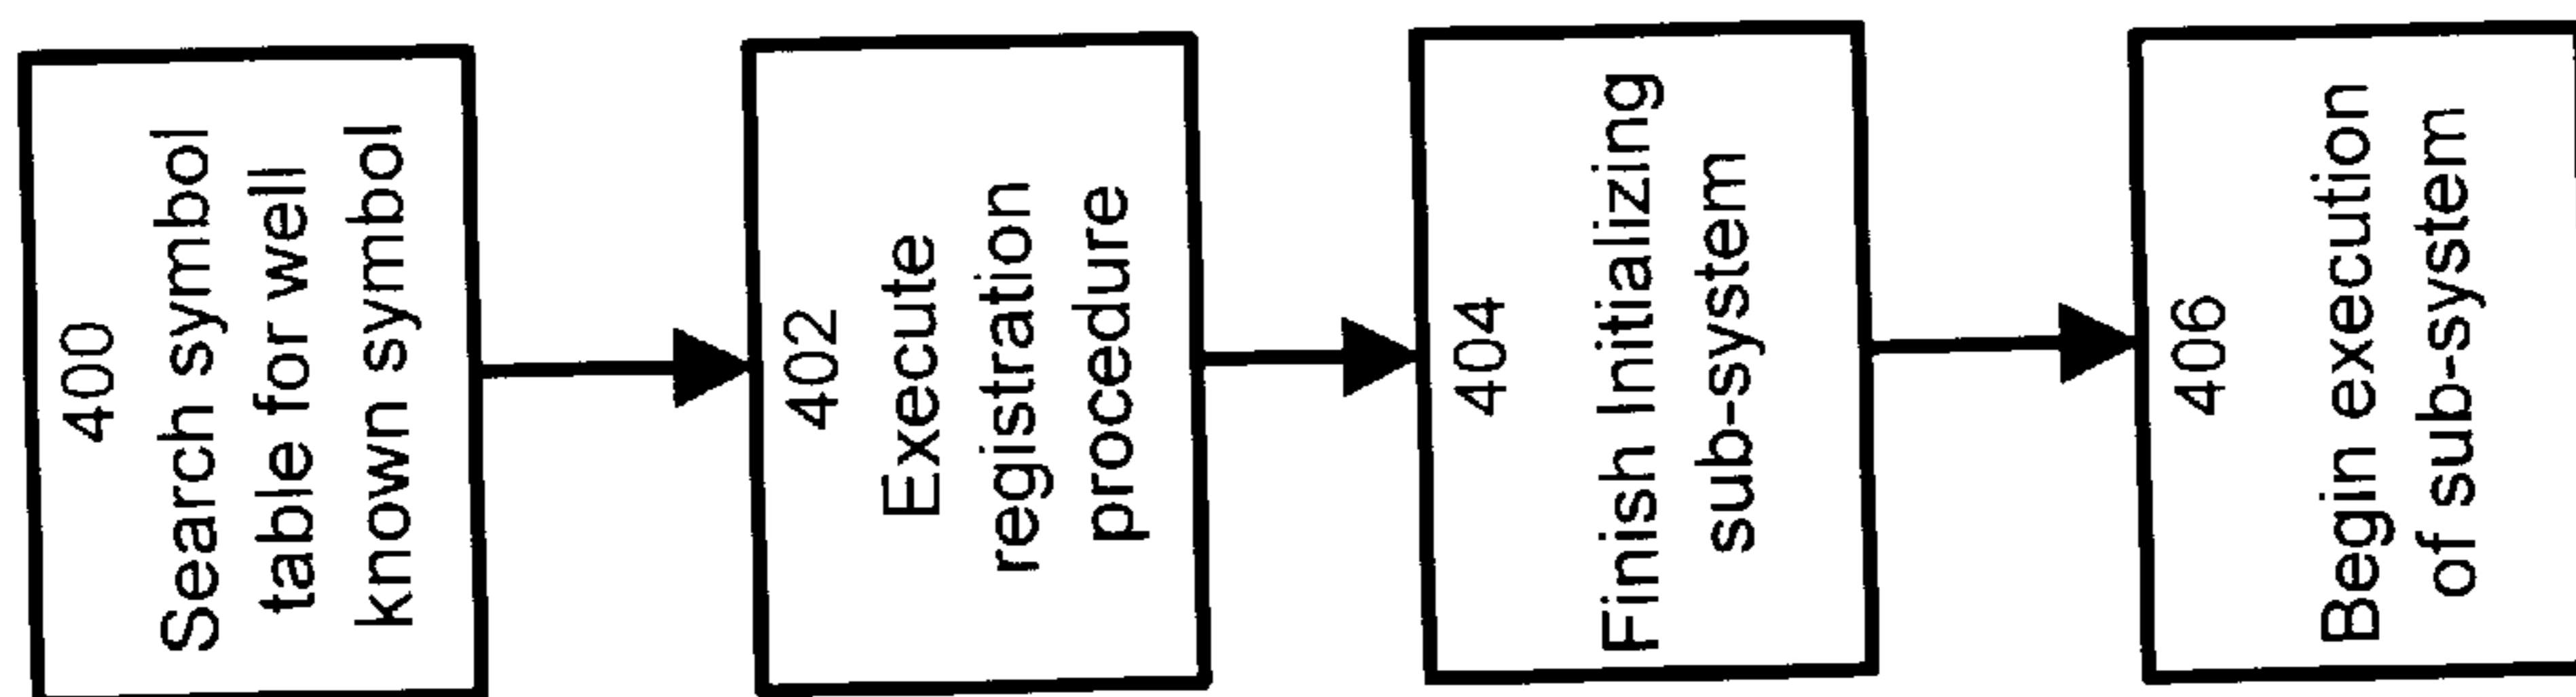 400
Search symbol
table for well
known symbol
402
Execute
registration
procedure
404
Finish Initializing
sub-system
406
Begin execution
of sub-system